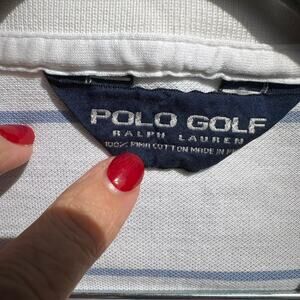 POLO GOLF
RALPH LAUREN
100% PIMA COTTON MADE IN